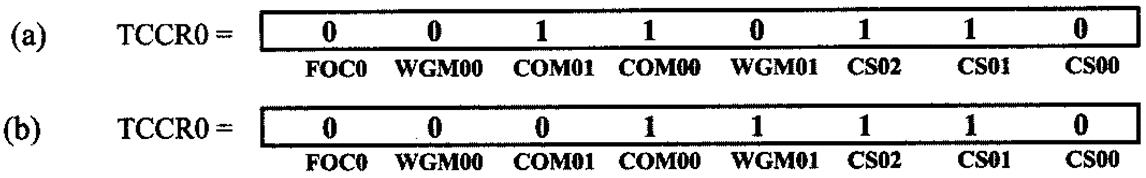 (a) TCCR0 = 0 0 1 1 0 1 1 0
FOC0 WGM00 COM01 COM00 WGM01 CS02 CS01 CS00
(b) TCCR0 = 0 0 0 1 1 1 1 0
FOC0 WGM00 COM01 COM00 WGM01 CS02 CS01 CS00